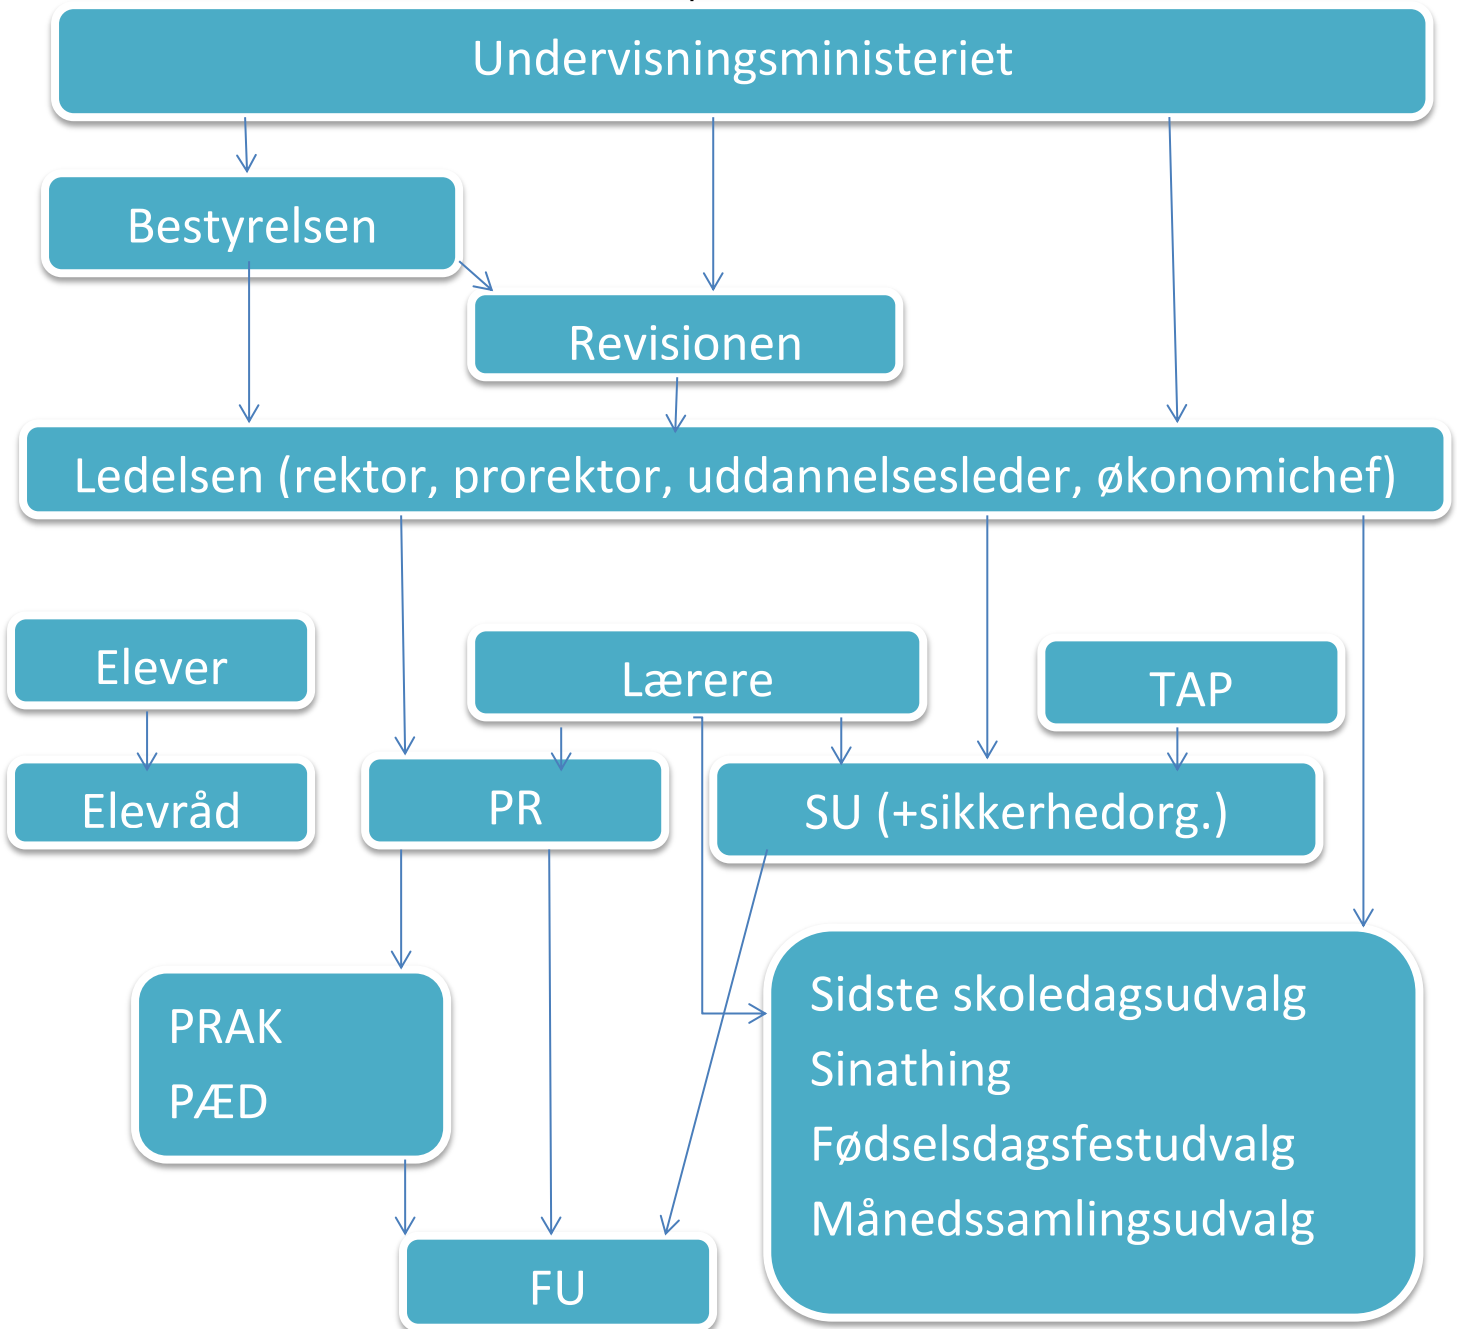 Undervisningsministeriet
Bestyrelsen
Revisionen
Ledelsen (rektor, prorektor, uddannelsesleder, økonomichef)
Elever
Lærere
TAP
Elevråd
PR
SU (+sikkerhedorg.)
PRAK
PÆD
Sidste skoledagsudvalg
Sinathing
Fødselsdagsfestudvalg
Månedssamlingsudvalg
FU